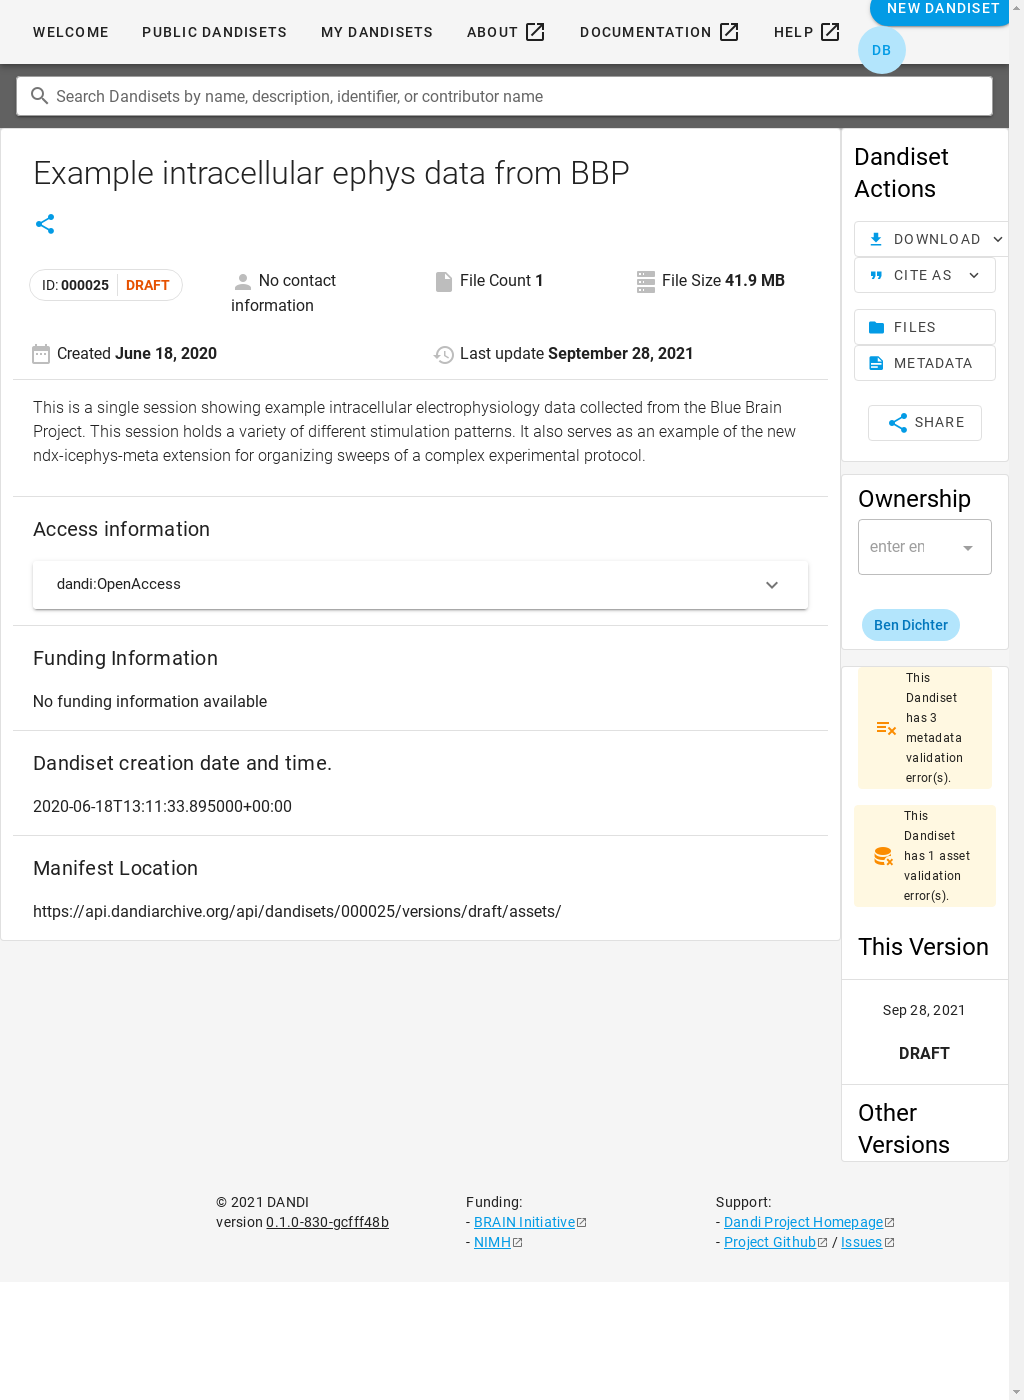 WELCOME PUBLIC DANDISETS MY DANDISETS ABOUT DOCUMENTATION HELP NEW DANDISET
DB
Search Dandisets by name, description, identifier, or contributor name
Example intracellular ephys data from BBP
ID: 000025 DRAFT
No contact
information
File Count 1
File Size 41.9 MB
Created June 18, 2020
Last update September 28, 2021
This is a single session showing example intracellular electrophysiology data collected from the Blue Brain
Project. This session holds a variety of different stimulation patterns. It also serves as an example of the new
ndx-icephys-meta extension for organizing sweeps of a complex experimental protocol.
Access information
dandi:OpenAccess
Funding Information
No funding information available
Dandiset creation date and time.
2020-06-18T13:11:33.895000+00:00
Manifest Location
https://api.dandiarchive.org/api/dandisets/000025/versions/draft/assets/
Dandiset
Actions
DOWNLOAD
CITE AS
FILES
METADATA
SHARE
Ownership
enter en
Ben Dichter
This
Dandiset
has 3
metadata
validation
error(s).
This
Dandiset
has 1 asset
validation
error(s).
This Version
Sep 28, 2021
DRAFT
Other
Versions
© 2021 DANDI
version 0.1.0-830-gcfff48b
Funding:
- BRAIN Initiative
- NIMH
Support:
- Dandi Project Homepage
- Project Github / Issues